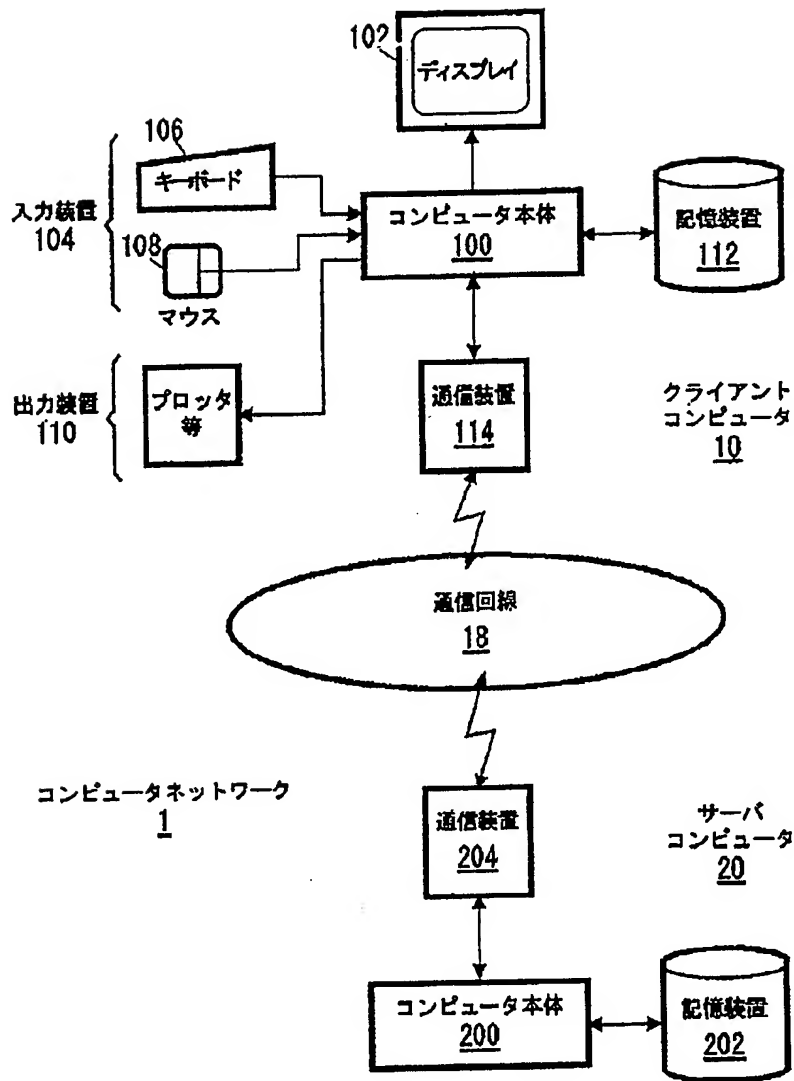 102
ディスプレイ
106
キーボード
入力装置
104
108
マウス
コンピュータ本体
100
記憶装置
112
出力装置
110
プロッタ
等
通信装置
114
クライアント
コンピュータ
10
通信回線
18
コンピュータネットワーク
1
通信装置
204
サーバ
コンピュータ
20
コンピュータ本体
200
記憶装置
202